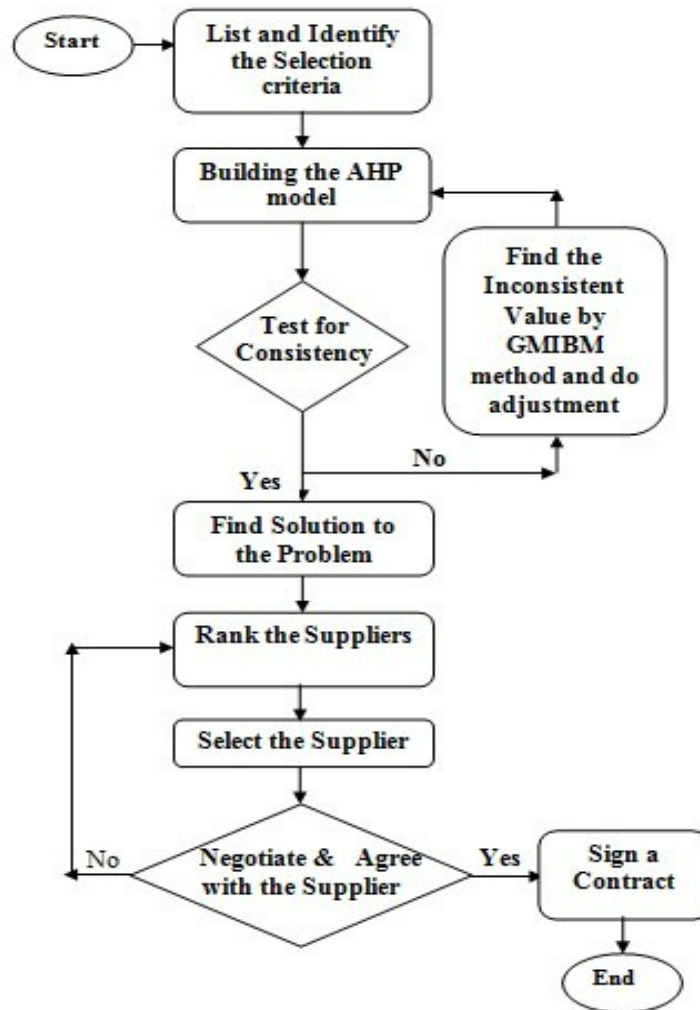 Start
List and Identify
the Selection
criteria
Building the AHP
model
Find the
Inconsistent
Value by
GMIBM
method and do
adjustment
Test for
Consistency
No
Yes
Find Solution to
the Problem
Rank the Suppliers
Select the Supplier
No
Negotiate & Agree
with the Supplier
Yes
Sign a
Contract
End